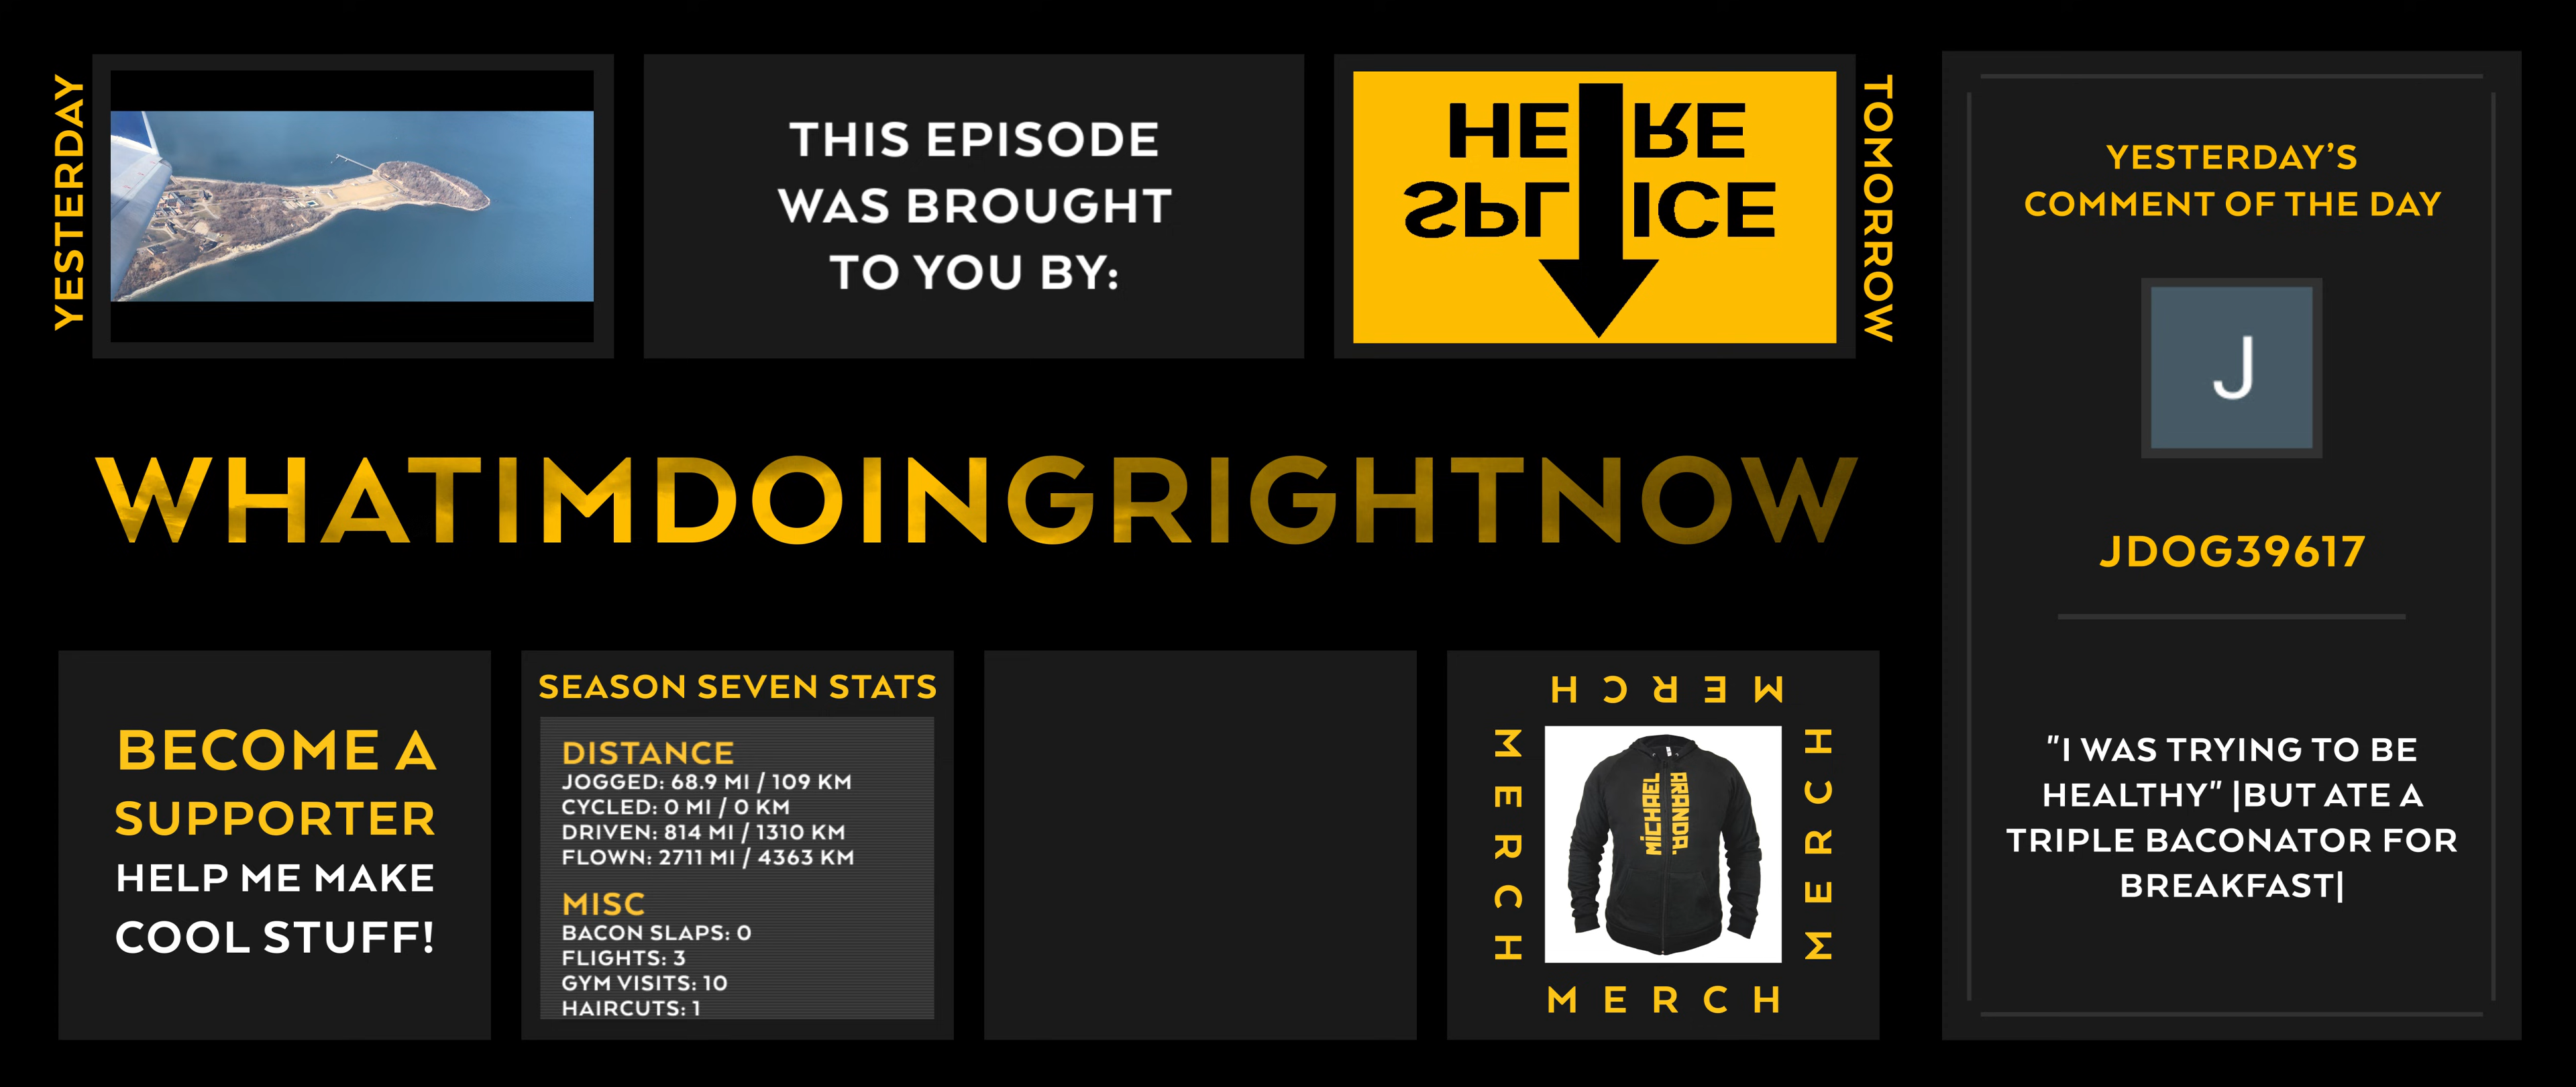 YESTERDAY
THIS EPISODE
WAS BROUGHT
TO YOU BY:
HERE
SPLICE
TOMORROW
YESTERDAY'S
COMMENT OF THE DAY
J
JDOG39617
"I WAS TRYING TO BE
HEALTHY" |BUT ATE A
TRIPLE BACONATOR FOR
BREAKFAST|
WHATIMDOINGRIGHTNOW
BECOME A
SUPPORTER
HELP ME MAKE
COOL STUFF!
SEASON SEVEN STATS
DISTANCE
JOGGED: 68.9 MI / 109 KM
CYCLED: 0 MI / 0 KM
DRIVEN: 814 MI / 1310 KM
FLOWN: 2711 MI / 4363 KM
MISC
BACON SLAPS: 0
FLIGHTS: 3
GYM VISITS: 10
HAIRCUTS: 1
MERCH
MERCH
MERCH
MERCH
MICHAEL
ARANDA.